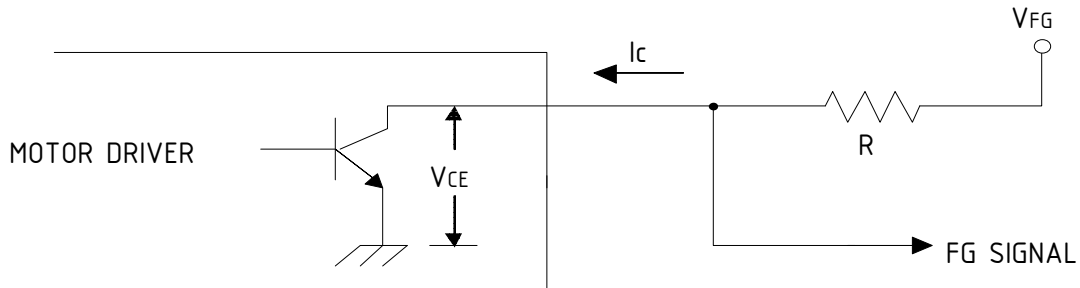 VFG
Ic
MOTOR DRIVER
R
VCE
FG SIGNAL